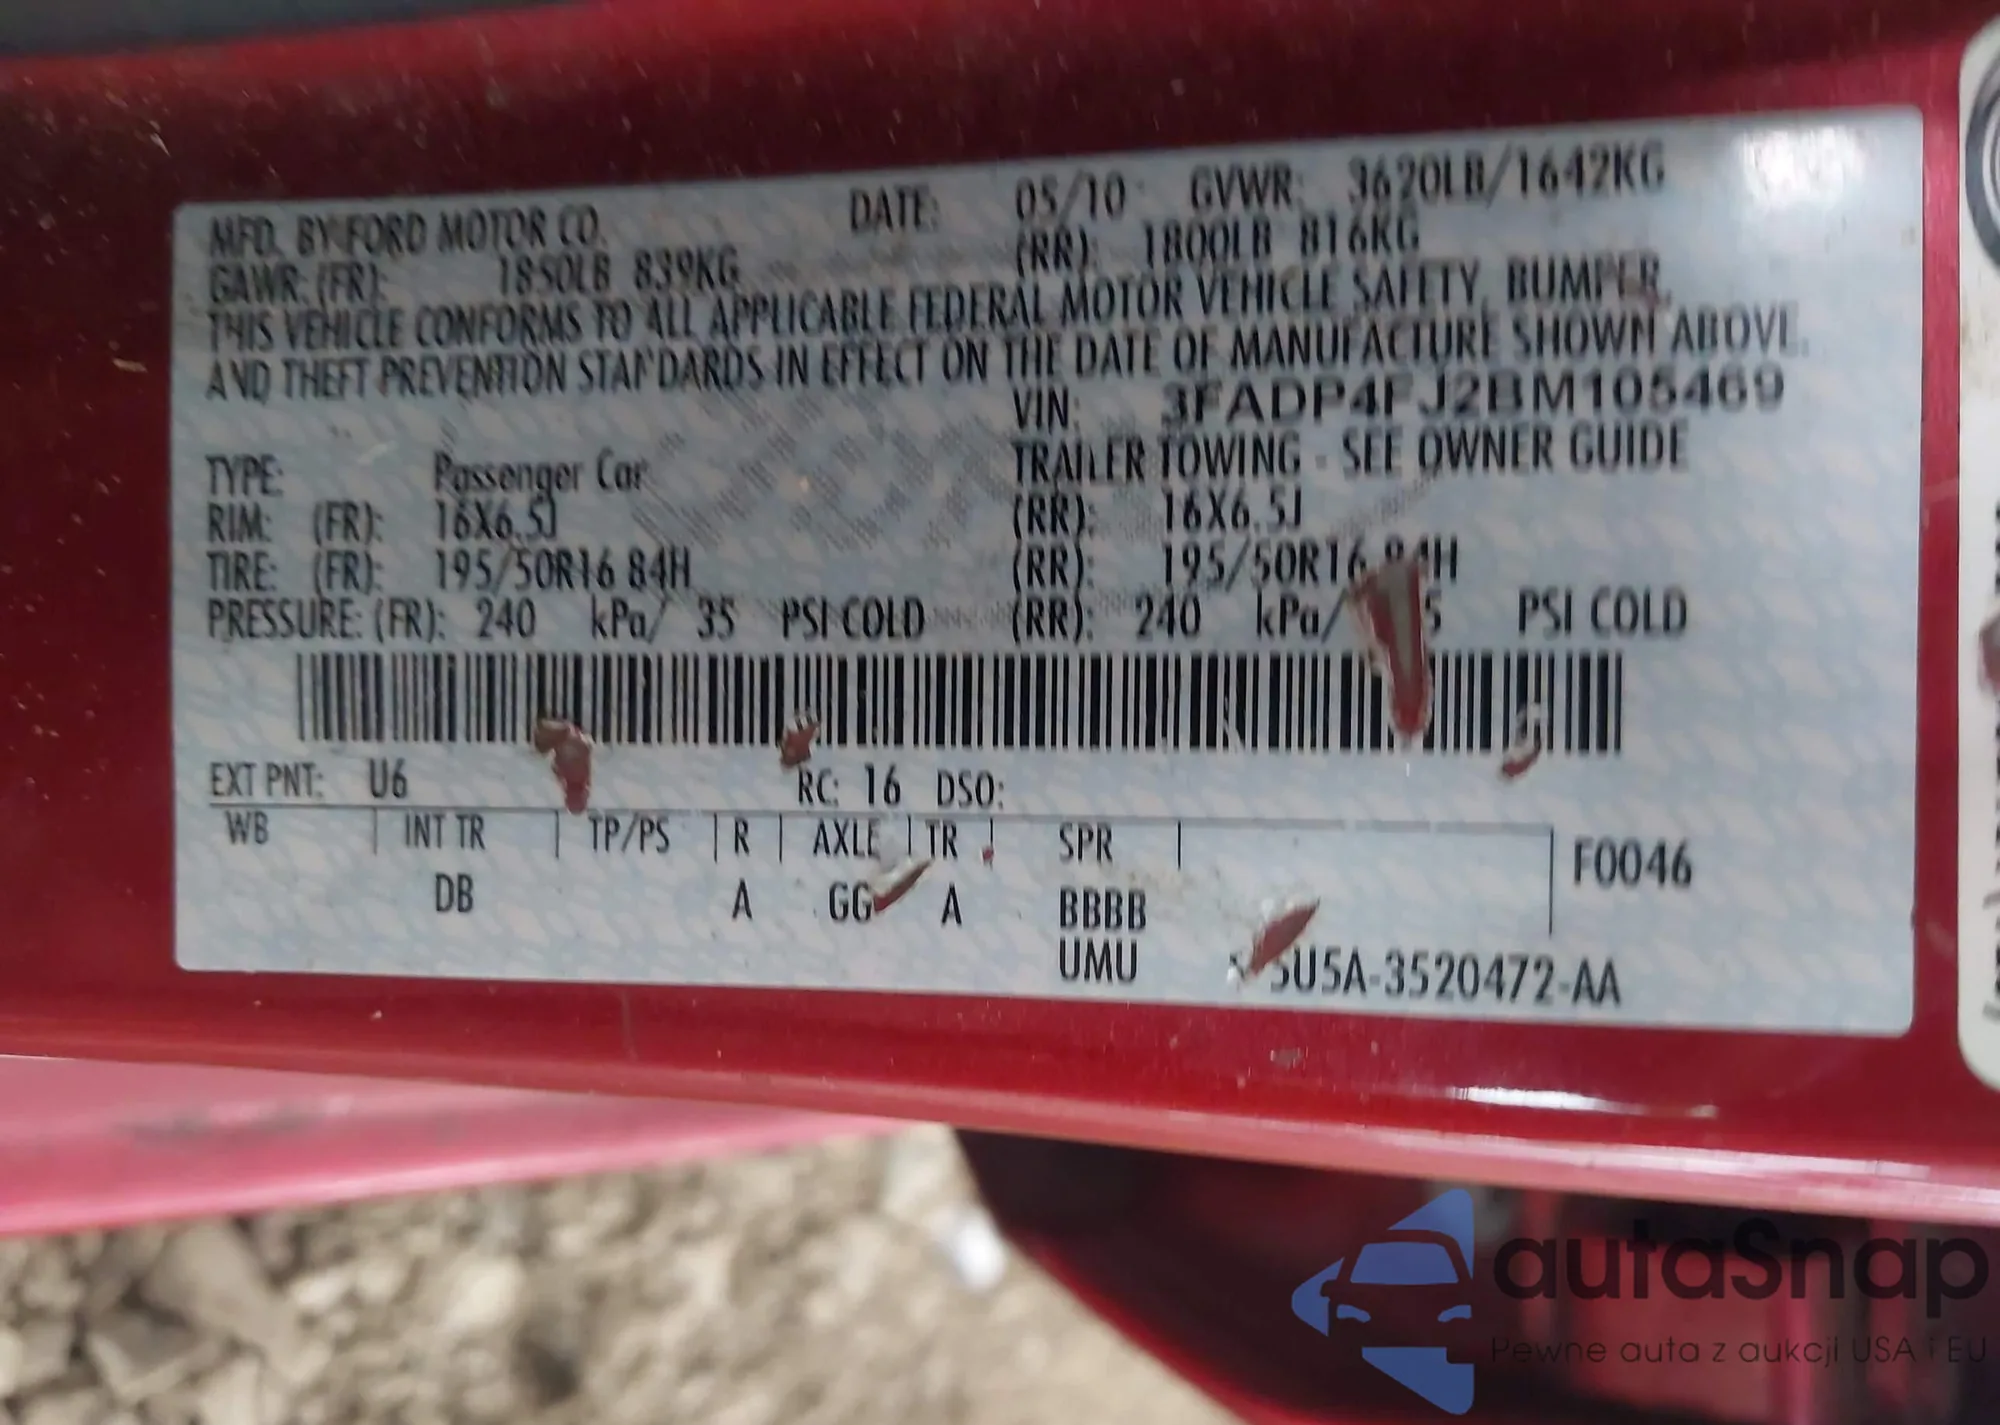 MFD. BY FORD MOTOR CO. DATE: 05/10 GVWR: 3620LB/1642KG
GAWR: (FR): 1850LB 839KG (RR): 1800LB 816KG
THIS VEHICLE CONFORMS TO ALL APPLICABLE FEDERAL MOTOR VEHICLE SAFETY, BUMPER,
AND THEFT PREVENTION STANDARDS IN EFFECT ON THE DATE OF MANUFACTURE SHOWN ABOVE.
VIN: 3FADP4FJ2BM105469
TYPE: Passenger Car TRAILER TOWING - SEE OWNER GUIDE
RIM: (FR): 16X6.5J (RR): 16X6.5J
TIRE: (FR): 195/50R16 84H (RR): 195/50R16 84H
PRESSURE: (FR): 240 kPa/ 35 PSI COLD (RR): 240 kPa/ 5 PSI COLD
EXT PNT: U6 RC: 16 DSO:
WB INT TR TP/PS R AXLE TR SPR F0046
DB A GG A BBBB
UMU 5U5A-3520472-AA
autaSnap
Pewne auta z aukcji USA i EU